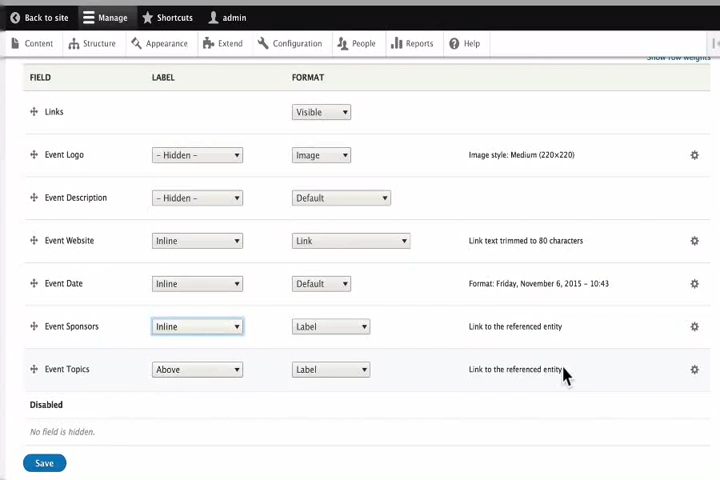 Back to site Manage Shortcuts admin
Content Structure Appearance Extend Configuration People Reports Help
Show row weights
FIELD LABEL FORMAT
Links Visible
Event Logo - Hidden - Image Image style: Medium (220×220)
Event Description - Hidden - Default
Event Website Inline Link Link text trimmed to 80 characters
Event Date Inline Default Format: Friday, November 6, 2015 - 10:43
Event Sponsors Inline Label Link to the referenced entity
Event Topics Above Label Link to the referenced entity
Disabled
No field is hidden.
Save